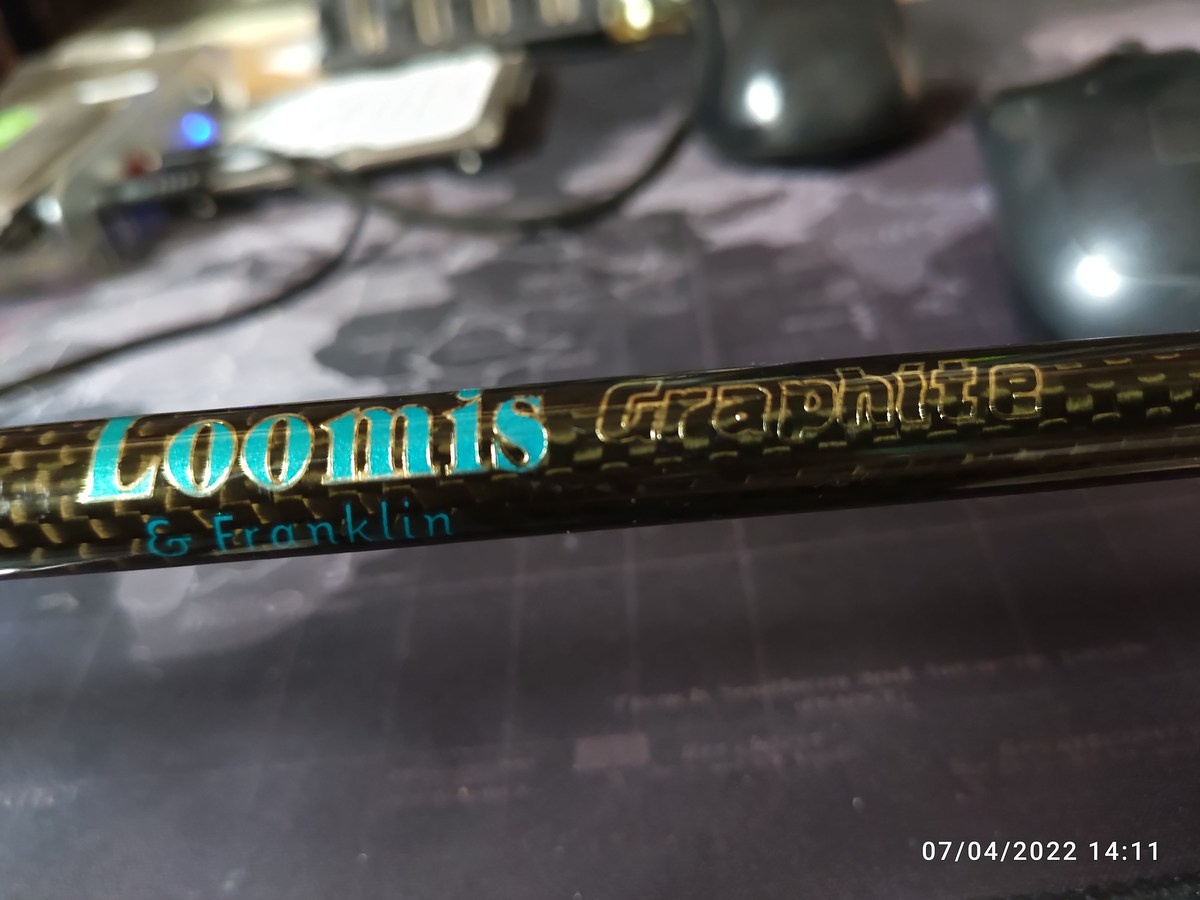 Loomis Graphite
& Franklin
07/04/2022 14:11